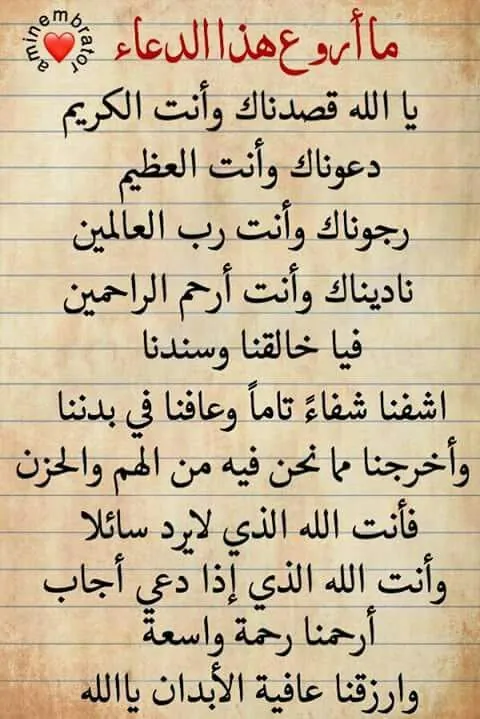 aminembrator
ما أروع هذا الدعاء
يا الله قصدناك وأنت الكريم
دعوناك وأنت العظيم
رجوناك وأنت رب العالمين
ناديناك وأنت أرحم الراحمين
فيا خالقنا وسندنا
اشفنا شفاءً تاماً وعافنا في بدننا
وأخرجنا مما نحن فيه من الهم والحزن
فأنت الله الذي لايرد سائلا
وأنت الله الذي إذا دعي أجاب
أرحمنا رحمة واسعة
وارزقنا عافية الأبدان ياالله